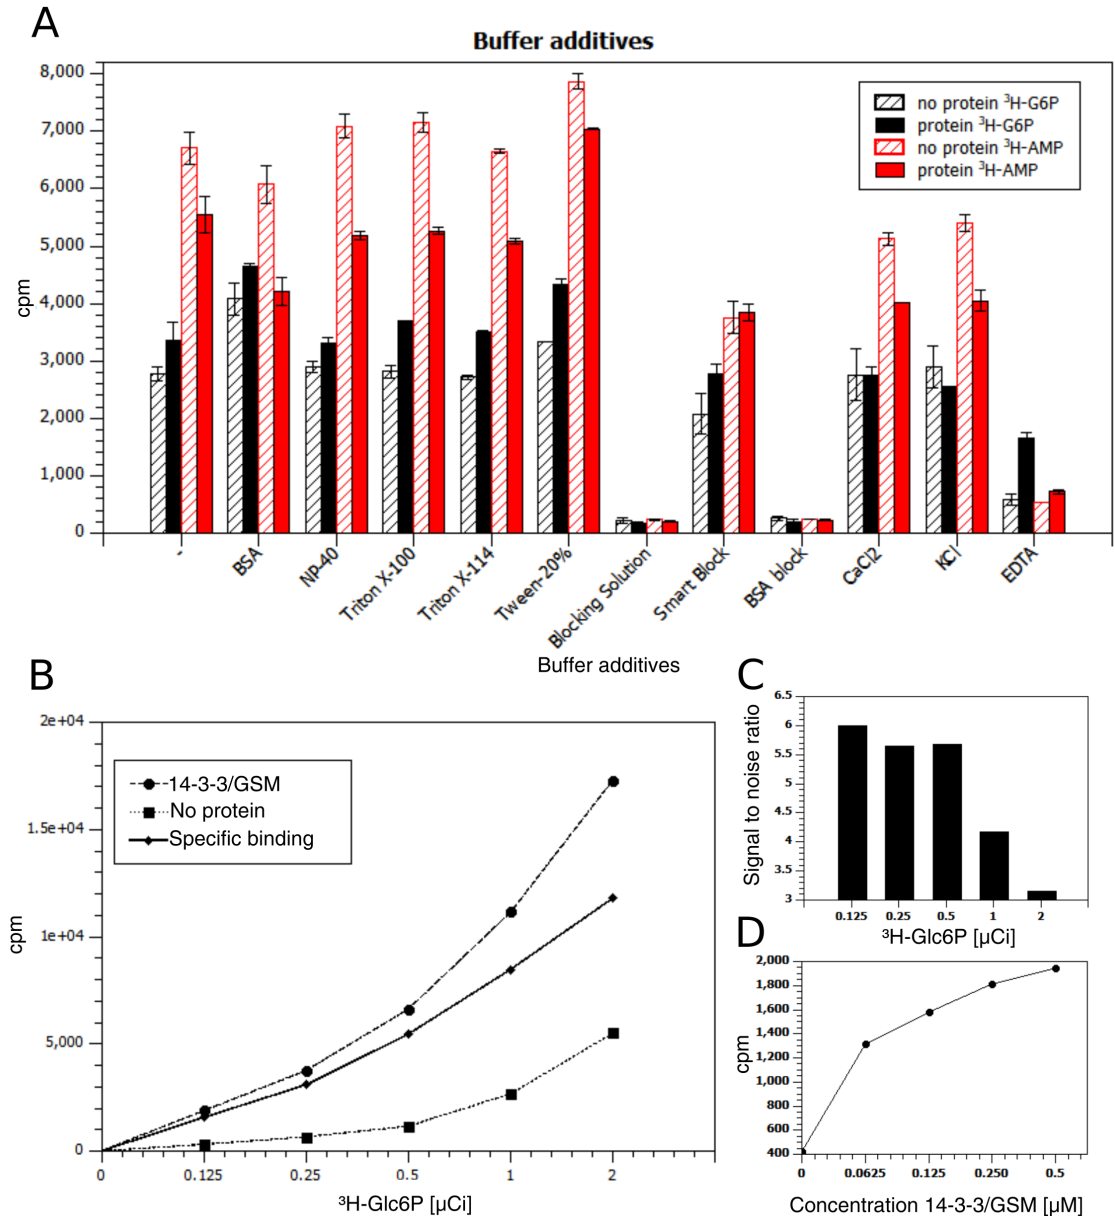 A
Buffer additives
8,000
7,000
6,000
5,000
4,000
3,000
2,000
1,000
0
cpm
no protein ³H-G6P
protein ³H-G6P
no protein ³H-AMP
protein ³H-AMP
-
BSA
NP-40
Triton X-100
Triton X-114
Tween-20%
Blocking Solution
Smart Block
BSA block
CaCl2
KCl
EDTA
Buffer additives
B
2e+04
1.5e+04
1e+04
5,000
0
cpm
14-3-3/GSM
No protein
Specific binding
0 0.125 0.25 0.5 1 2
³H-Glc6P [µCi]
C
6.5
6
5.5
5
4.5
4
3.5
3
Signal to noise ratio
0.125 0.25 0.5 1 2
³H-Glc6P [µCi]
D
2,000
1,800
1,600
1,400
1,200
1,000
800
600
400
cpm
0 0.0625 0.125 0.250 0.5
Concentration 14-3-3/GSM [µM]